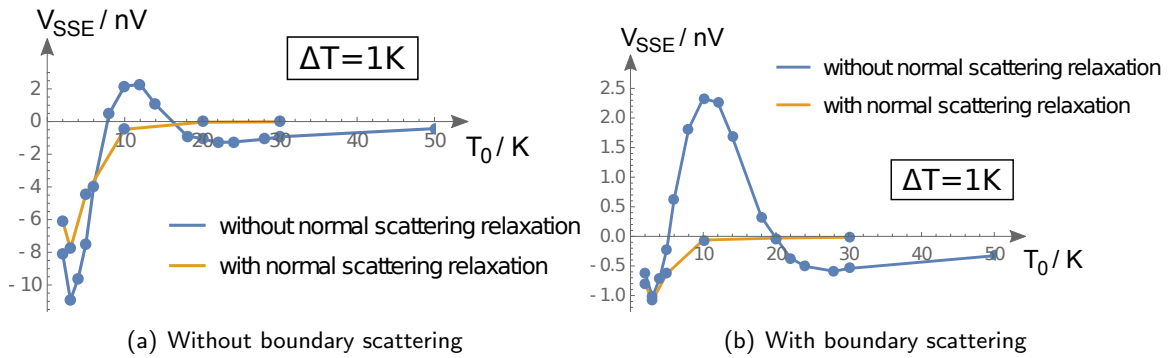 V_SSE / nV
ΔT=1K
2
0
10
20
30
50
T_0 / K
- 2
- 4
- 6
- 8
- 10
without normal scattering relaxation
with normal scattering relaxation
(a) Without boundary scattering
V_SSE / nV
without normal scattering relaxation
with normal scattering relaxation
2.5
2.0
1.5
1.0
0.5
0.0
- 0.5
- 1.0
ΔT=1K
10
20
30
50
T_0 / K
(b) With boundary scattering